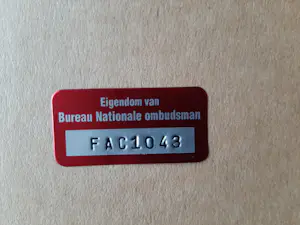 Eigendom van
Bureau Nationale ombudsman
FAC1043